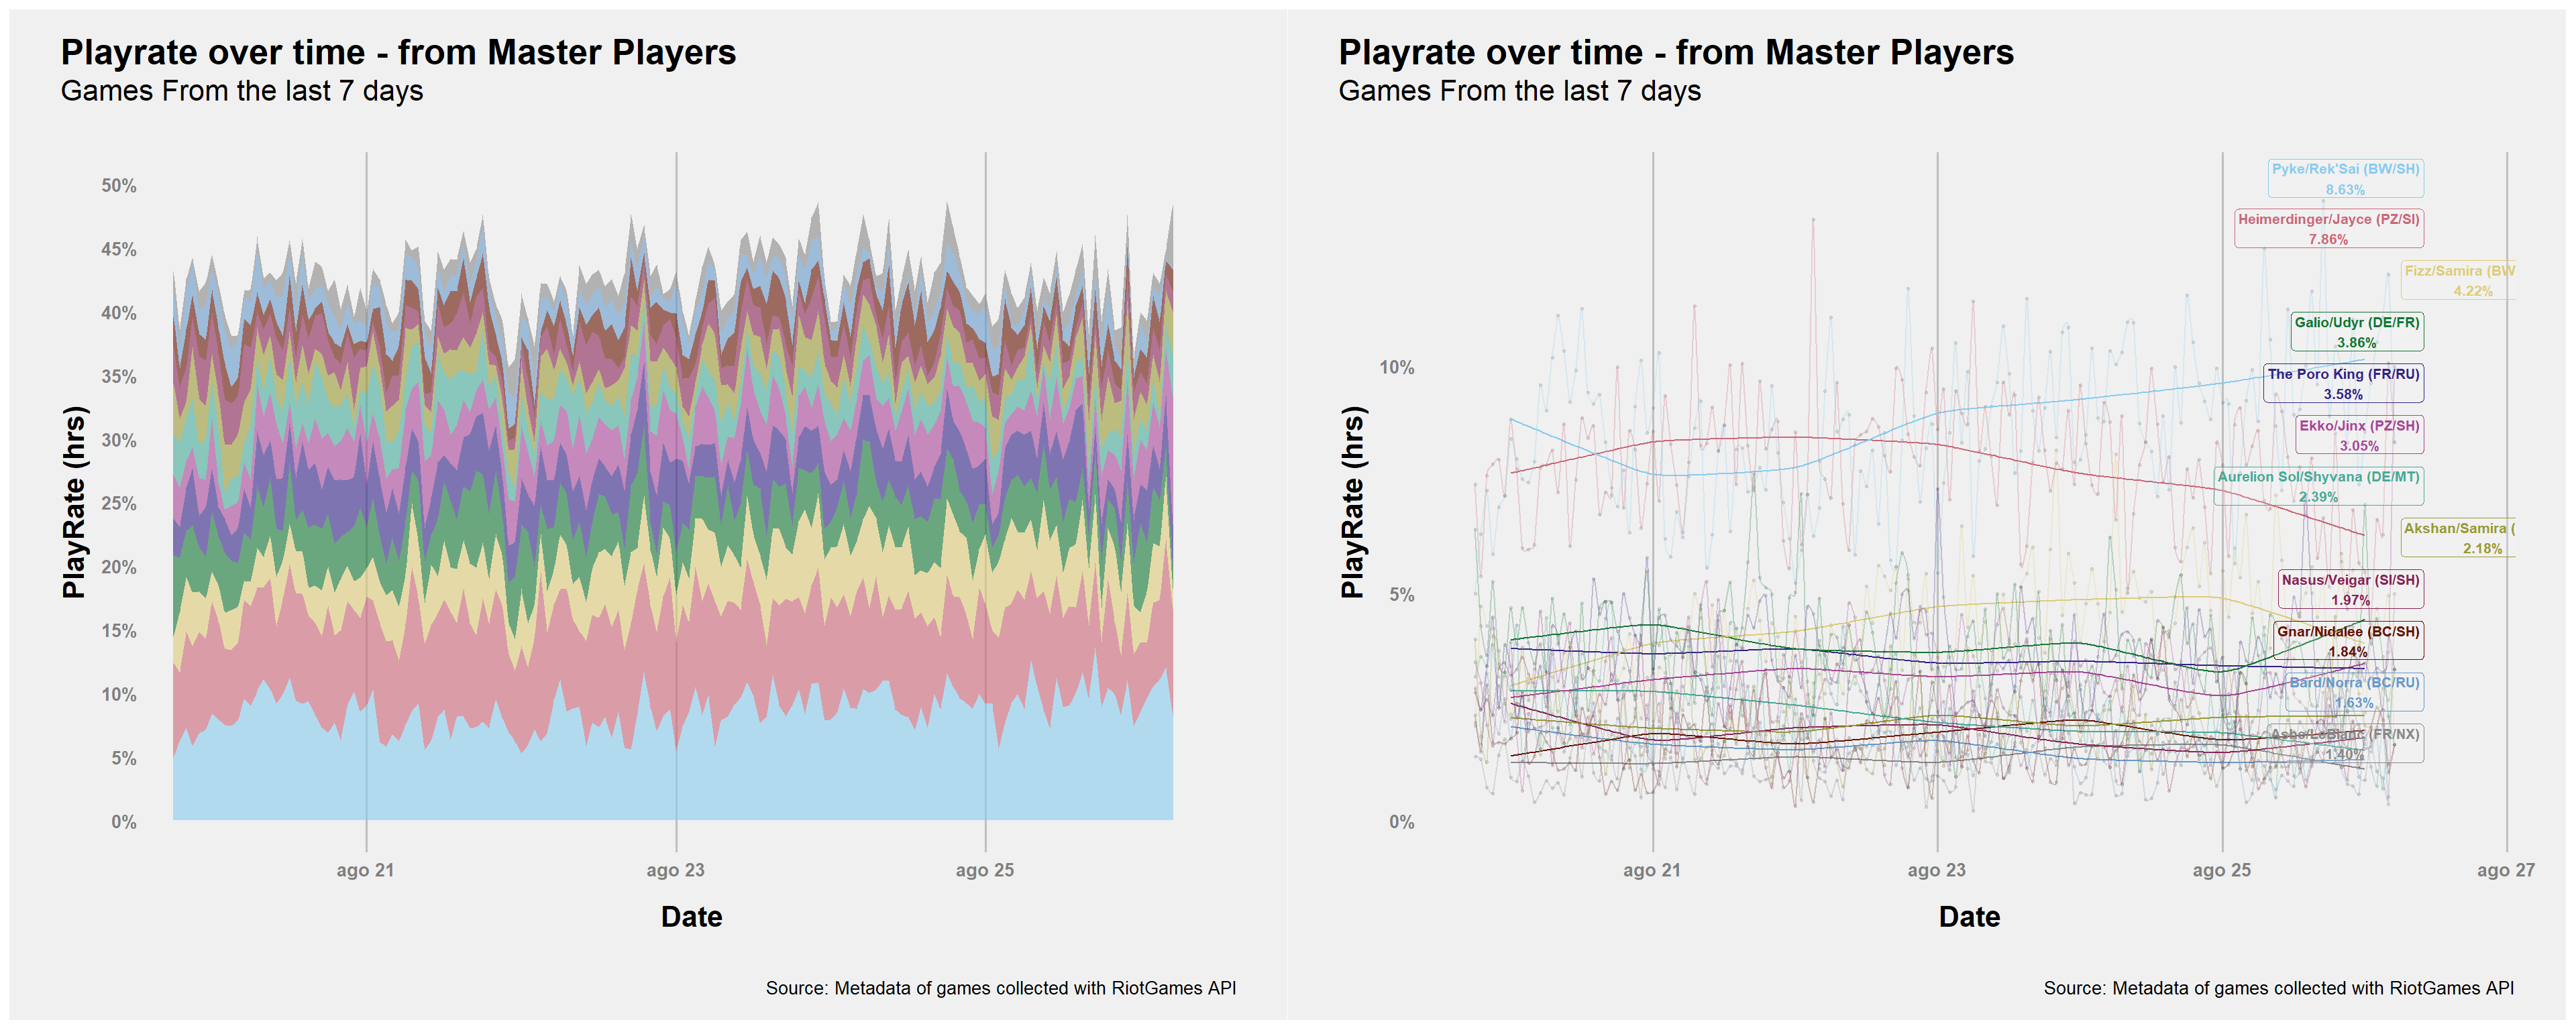 Playrate over time - from Master Players
Games From the last 7 days
50%
45%
40%
35%
30%
25%
20%
15%
10%
5%
0%
PlayRate (hrs)
ago 21
ago 23
ago 25
Date
Source: Metadata of games collected with RiotGames API
Playrate over time - from Master Players
Games From the last 7 days
10%
5%
0%
PlayRate (hrs)
Pyke/Rek'Sai (BW/SH)
8.63%
Heimerdinger/Jayce (PZ/SI)
7.86%
Fizz/Samira (BW
4.22%
Galio/Udyr (DE/FR)
3.86%
The Poro King (FR/RU)
3.58%
Ekko/Jinx (PZ/SH)
3.05%
Aurelion Sol/Shyvana (DE/MT)
2.39%
Akshan/Samira (
2.18%
Nasus/Veigar (SI/SH)
1.97%
Gnar/Nidalee (BC/SH)
1.84%
Bard/Norra (BC/RU)
1.63%
Ashe/LeBlanc (FR/NX)
1.40%
ago 21
ago 23
ago 25
ago 27
Date
Source: Metadata of games collected with RiotGames API